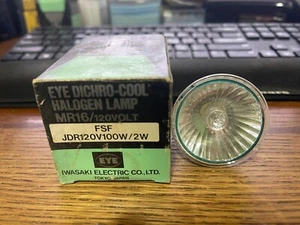 EYE DICHRO-COOL
HALOGEN LAMP
MR16/120VOLT
FSF
JDR120V100W/2W
EYE
IWASAKI ELECTRIC CO., LTD.
TOKYO, JAPAN